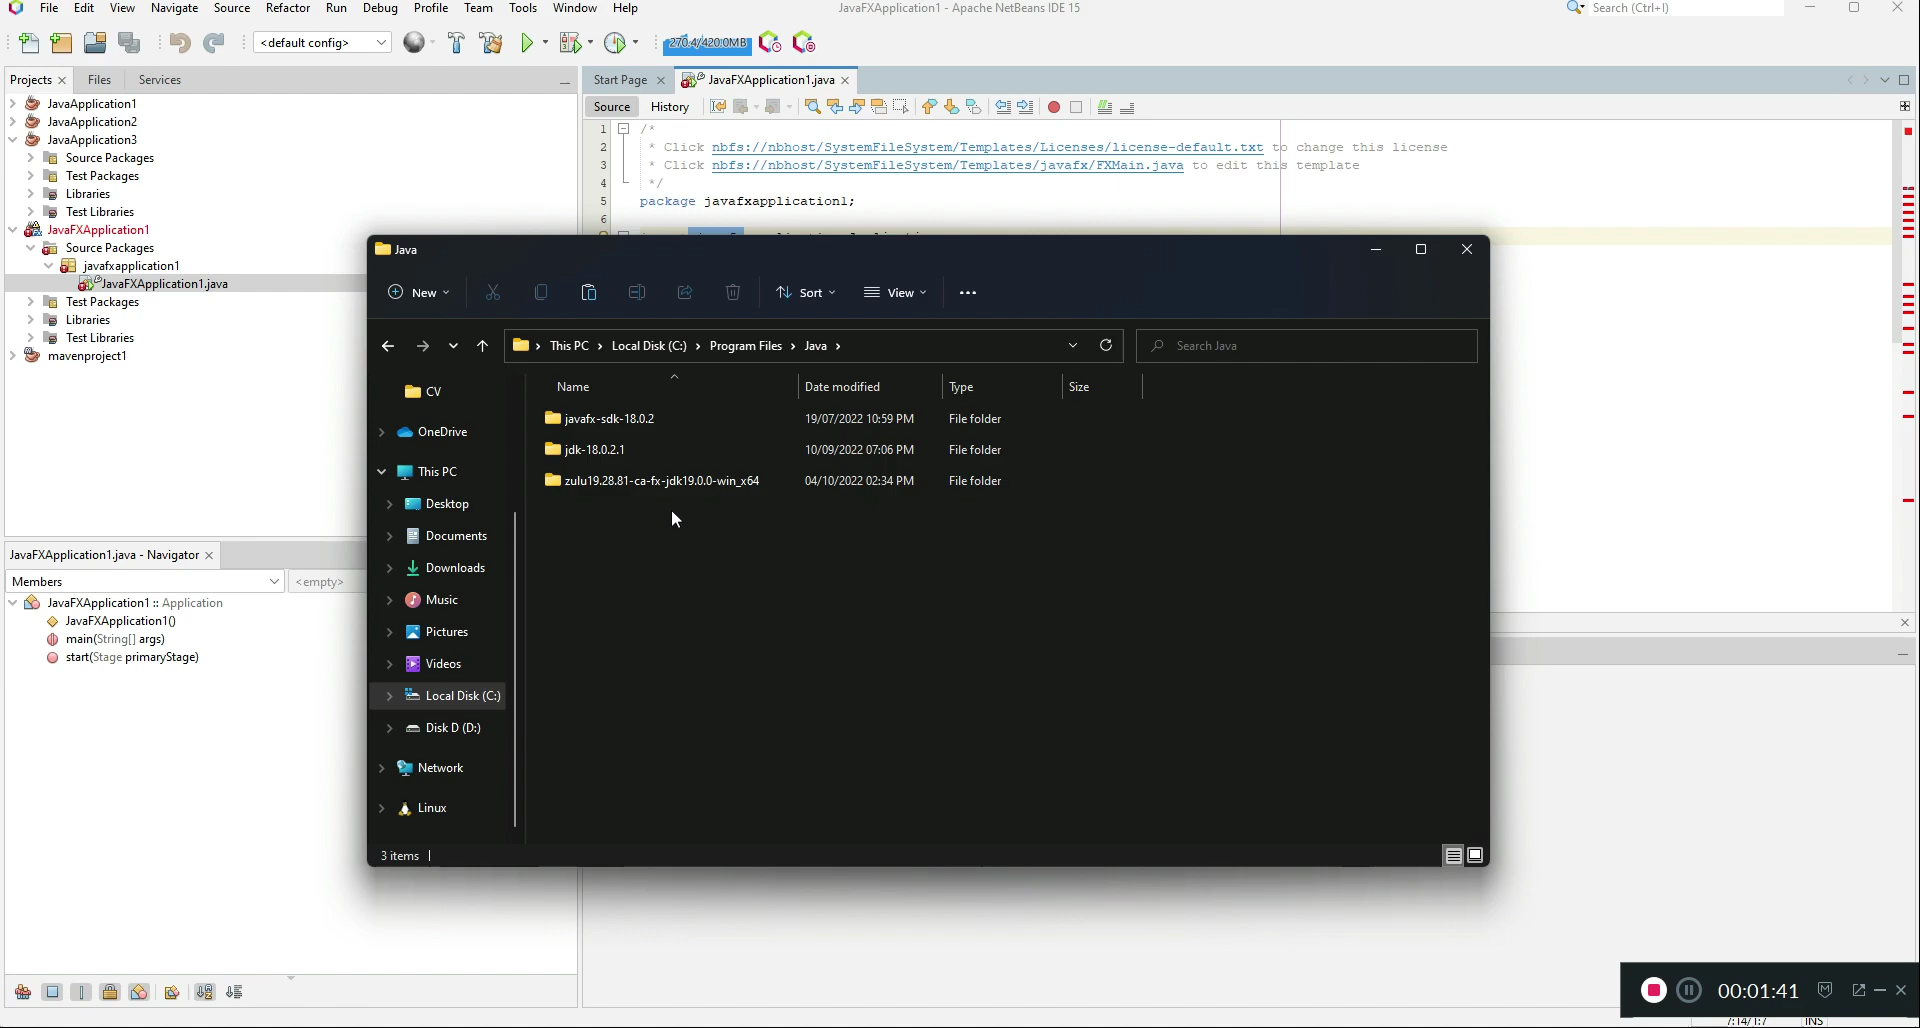 File Edit View Navigate Source Refactor Run Debug Profile Team Tools Window Help
JavaFXApplication1 - Apache NetBeans IDE 15
Search (Ctrl+I)
<default config>
270.4/420.0MB
Projects Files Services
Start Page JavaFXApplication1.java
JavaApplication1
JavaApplication2
JavaApplication3
Source Packages
Test Packages
Libraries
Test Libraries
JavaFXApplication1
Source Packages
javafxapplication1
JavaFXApplication1.java
Test Packages
Libraries
Test Libraries
mavenproject1
Source History
1 /*
2 * Click nbfs://nbhost/SystemFileSystem/Templates/Licenses/license-default.txt to change this license
3 * Click nbfs://nbhost/SystemFileSystem/Templates/javafx/FXMain.java to edit this template
4 */
5 package javafxapplication1;
6
Java
New Sort View
This PC Local Disk (C:) Program Files Java
Search Java
Name Date modified Type Size
javafx-sdk-18.0.2 19/07/2022 10:59 PM File folder
jdk-18.0.2.1 10/09/2022 07:06 PM File folder
zulu19.28.81-ca-fx-jdk19.0.0-win_x64 04/10/2022 02:34 PM File folder
CV
OneDrive
This PC
Desktop
Documents
Downloads
Music
Pictures
Videos
Local Disk (C:)
Disk D (D:)
Network
Linux
3 items
JavaFXApplication1.java - Navigator
Members <empty>
JavaFXApplication1 :: Application
JavaFXApplication1()
main(String[] args)
start(Stage primaryStage)
00:01:41
7:14/1:7 INS